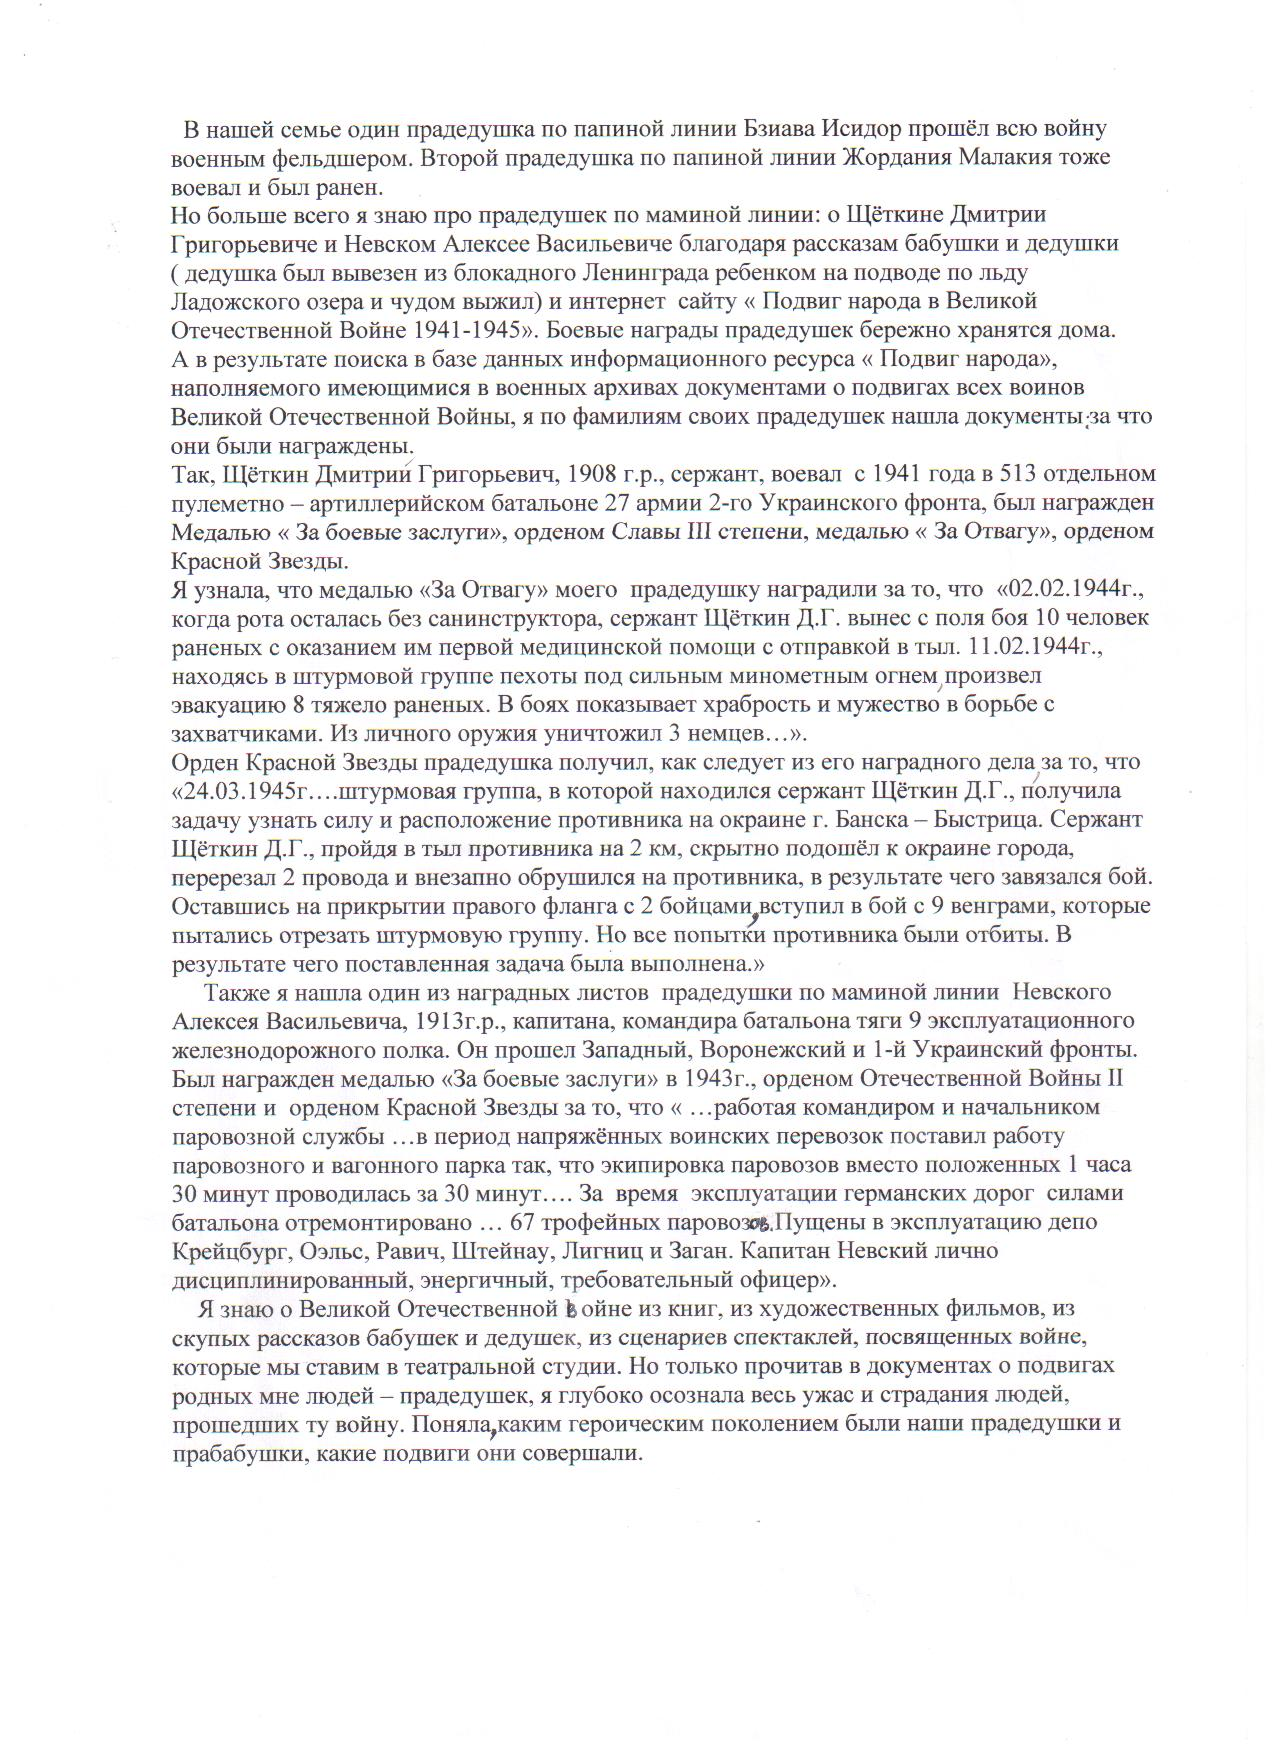 В нашей семье один прадедушка по папиной линии Бзиава Исидор прошёл всю войну
военным фельдшером. Второй прадедушка по папиной линии Жордания Малакия тоже
воевал и был ранен.
Но больше всего я знаю про прадедушек по маминой линии: о Щёткине Дмитрии
Григорьевиче и Невском Алексее Васильевиче благодаря рассказам бабушки и дедушки
( дедушка был вывезен из блокадного Ленинграда ребенком на подводе по льду
Ладожского озера и чудом выжил) и интернет  сайту « Подвиг народа в Великой
Отечественной Войне 1941-1945». Боевые награды прадедушек бережно хранятся дома.
А в результате поиска в базе данных информационного ресурса « Подвиг народа»,
наполняемого имеющимися в военных архивах документами о подвигах всех воинов
Великой Отечественной Войны, я по фамилиям своих прадедушек нашла документы;за что
они были награждены.
Так, Щёткин Дмитрий Григорьевич, 1908 г.р., сержант, воевал  с 1941 года в 513 отдельном
пулеметно – артиллерийском батальоне 27 армии 2-го Украинского фронта, был награжден
Медалью « За боевые заслуги», орденом Славы III степени, медалью « За Отвагу», орденом
Красной Звезды.
Я узнала, что медалью «За Отвагу» моего  прадедушку наградили за то, что  «02.02.1944г.,
когда рота осталась без санинструктора, сержант Щёткин Д.Г. вынес с поля боя 10 человек
раненых с оказанием им первой медицинской помощи с отправкой в тыл. 11.02.1944г.,
находясь в штурмовой группе пехоты под сильным минометным огнем,произвел
эвакуацию 8 тяжело раненых. В боях показывает храбрость и мужество в борьбе с
захватчиками. Из личного оружия уничтожил 3 немцев…».
Орден Красной Звезды прадедушка получил, как следует из его наградного дела,за то, что
«24.03.1945г….штурмовая группа, в которой находился сержант Щёткин Д.Г., получила
задачу узнать силу и расположение противника на окраине г. Банска – Быстрица. Сержант
Щёткин Д.Г., пройдя в тыл противника на 2 км, скрытно подошёл к окраине города,
перерезал 2 провода и внезапно обрушился на противника, в результате чего завязался бой.
Оставшись на прикрытии правого фланга с 2 бойцами,вступил в бой с 9 венграми, которые
пытались отрезать штурмовую группу. Но все попытки противника были отбиты. В
результате чего поставленная задача была выполнена.»
Также я нашла один из наградных листов  прадедушки по маминой линии  Невского
Алексея Васильевича, 1913г.р., капитана, командира батальона тяги 9 эксплуатационного
железнодорожного полка. Он прошел Западный, Воронежский и 1-й Украинский фронты.
Был награжден медалью «За боевые заслуги» в 1943г., орденом Отечественной Войны II
степени и  орденом Красной Звезды за то, что « …работая командиром и начальником
паровозной службы …в период напряжённых воинских перевозок поставил работу
паровозного и вагонного парка так, что экипировка паровозов вместо положенных 1 часа
30 минут проводилась за 30 минут…. За  время  эксплуатации германских дорог  силами
батальона отремонтировано … 67 трофейных паровозов.Пущены в эксплуатацию депо
Крейцбург, Оэльс, Равич, Штейнау, Лигниц и Заган. Капитан Невский лично
дисциплинированный, энергичный, требовательный офицер».
Я знаю о Великой Отечественной войне из книг, из художественных фильмов, из
скупых рассказов бабушек и дедушек, из сценариев спектаклей, посвященных войне,
которые мы ставим в театральной студии. Но только прочитав в документах о подвигах
родных мне людей – прадедушек, я глубоко осознала весь ужас и страдания людей,
прошедших ту войну. Поняла,каким героическим поколением были наши прадедушки и
прабабушки, какие подвиги они совершали.